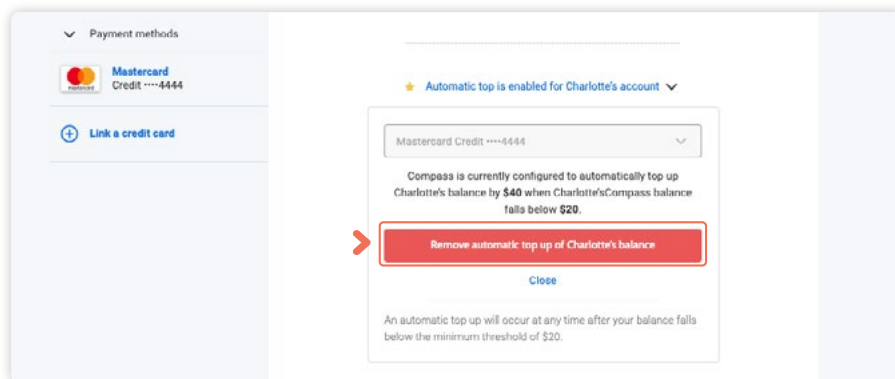 Payment methods
Mastercard
Credit ····4444
mastercard
Link a credit card
Automatic top is enabled for Charlotte's account
Mastercard Credit ····4444
Compass is currently configured to automatically top up
Charlotte's balance by $40 when Charlotte'sCompass balance
falls below $20.
Remove automatic top up of Charlotte's balance
Close
An automatic top up will occur at any time after your balance falls
below the minimum threshold of $20.